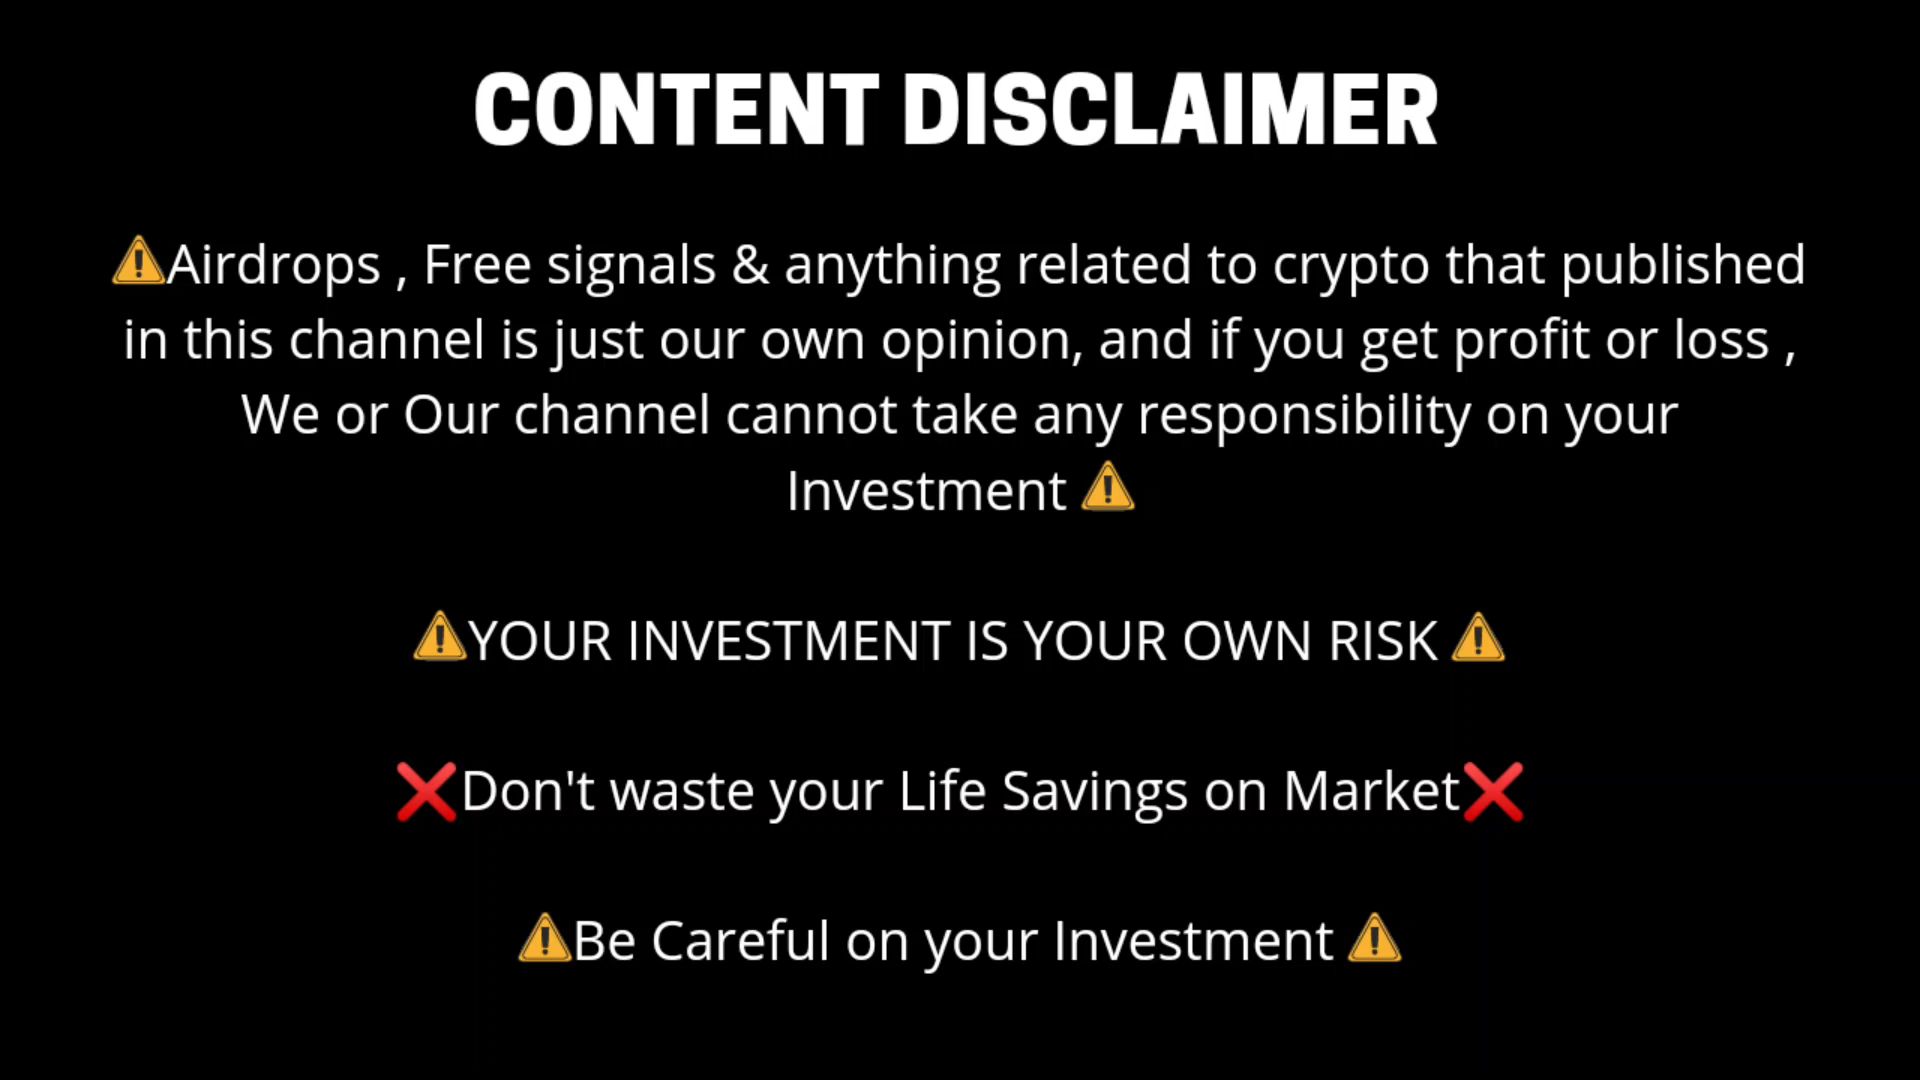 CONTENT DISCLAIMER
⚠️Airdrops , Free signals & anything related to crypto that published
in this channel is just our own opinion, and if you get profit or loss ,
We or Our channel cannot take any responsibility on your
Investment ⚠️
⚠️YOUR INVESTMENT IS YOUR OWN RISK ⚠️
❌Don't waste your Life Savings on Market❌
⚠️Be Careful on your Investment ⚠️